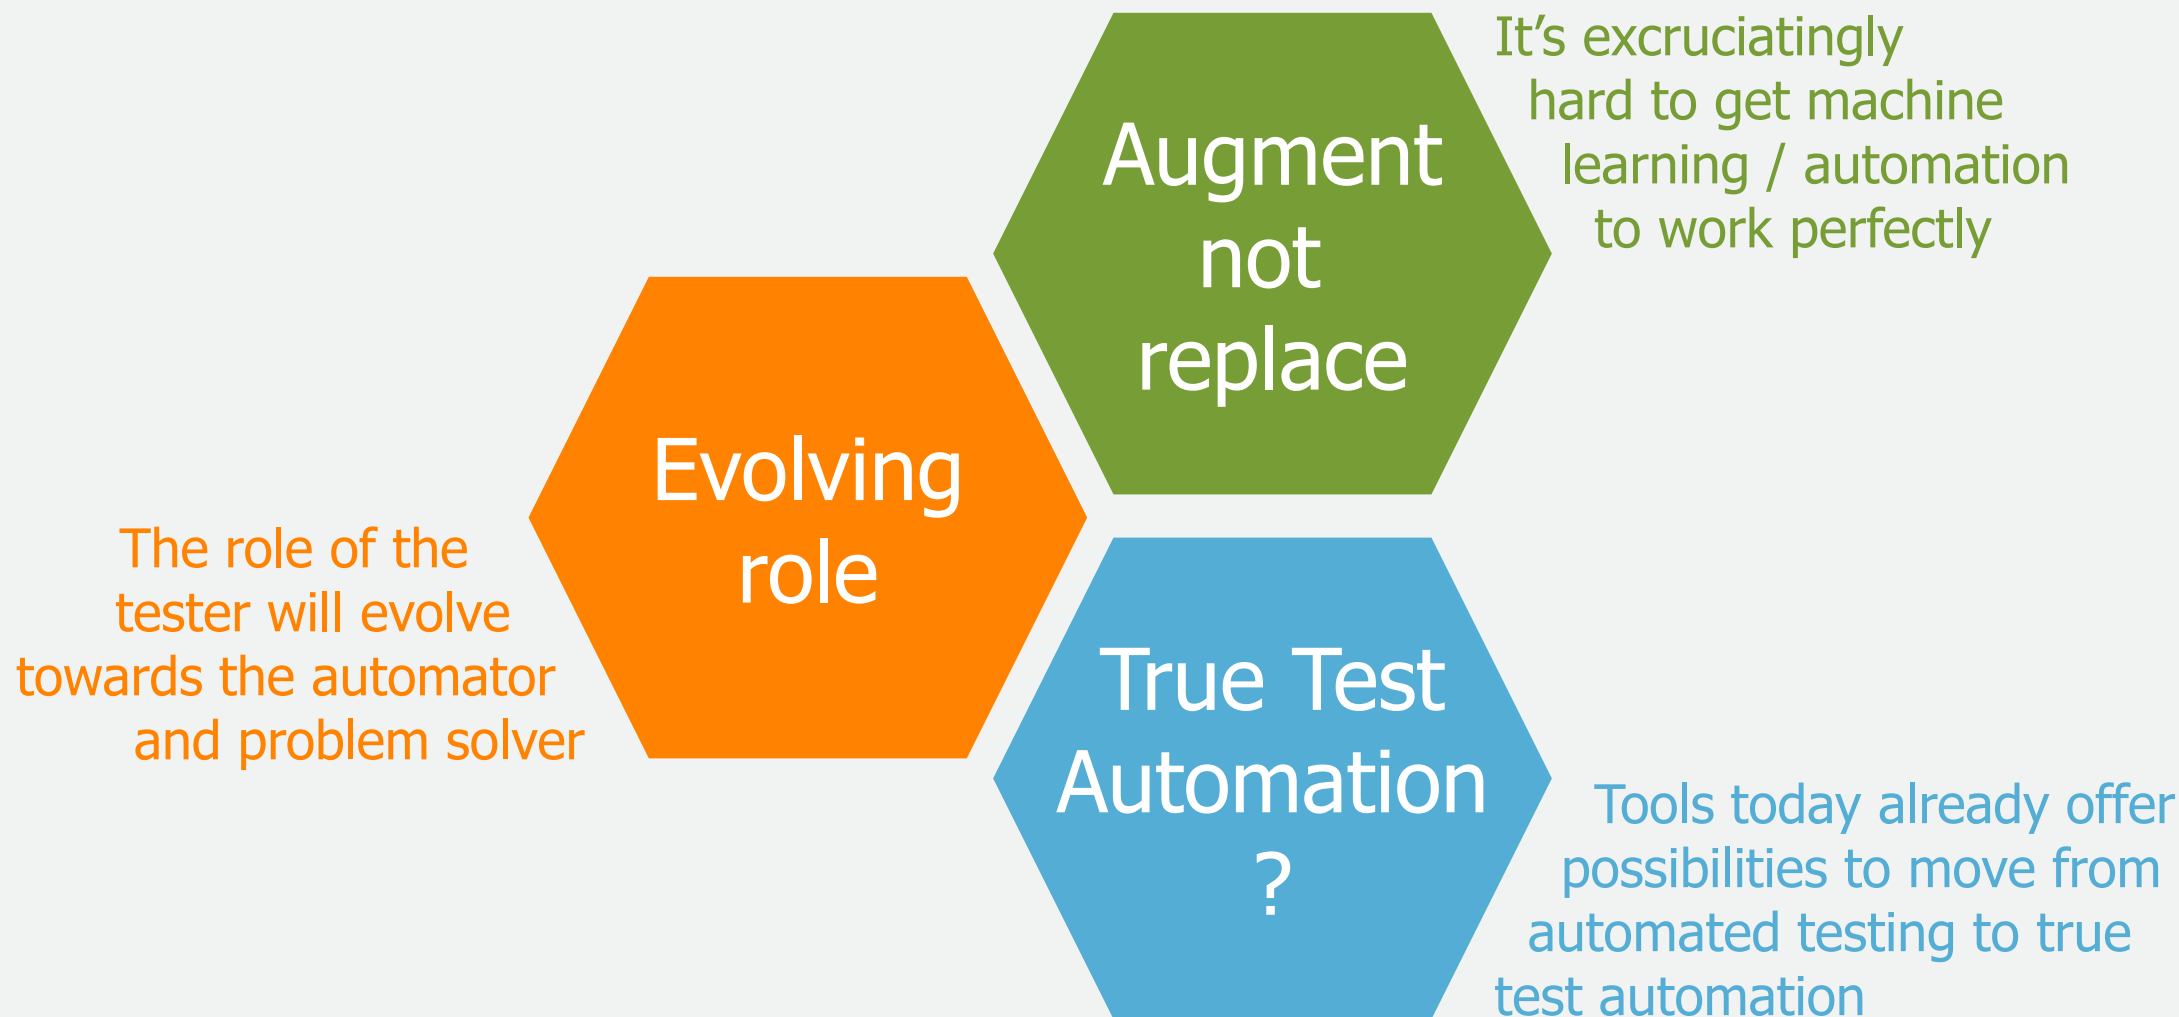 Augment
not
replace
It’s excruciatingly
hard to get machine
learning / automation
to work perfectly
Evolving
role
The role of the
tester will evolve
towards the automator
and problem solver
True Test
Automation
?
Tools today already offer
possibilities to move from
automated testing to true
test automation